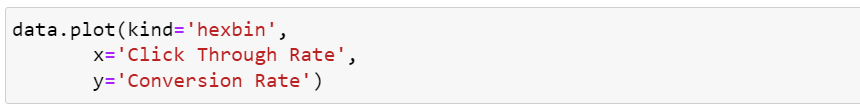 data.plot(kind='hexbin',
x='Click Through Rate',
y='Conversion Rate')